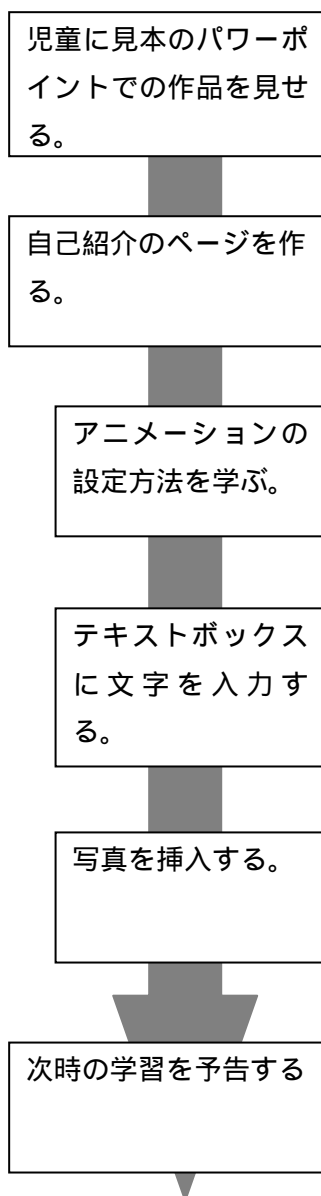 児童に見本のパワーポ
イントでの作品を見せ
る。
自己紹介のページを作
る。
アニメーションの
設定方法を学ぶ。
テキストボックス
に文字を入力す
る。
写真を挿入する。
次時の学習を予告する